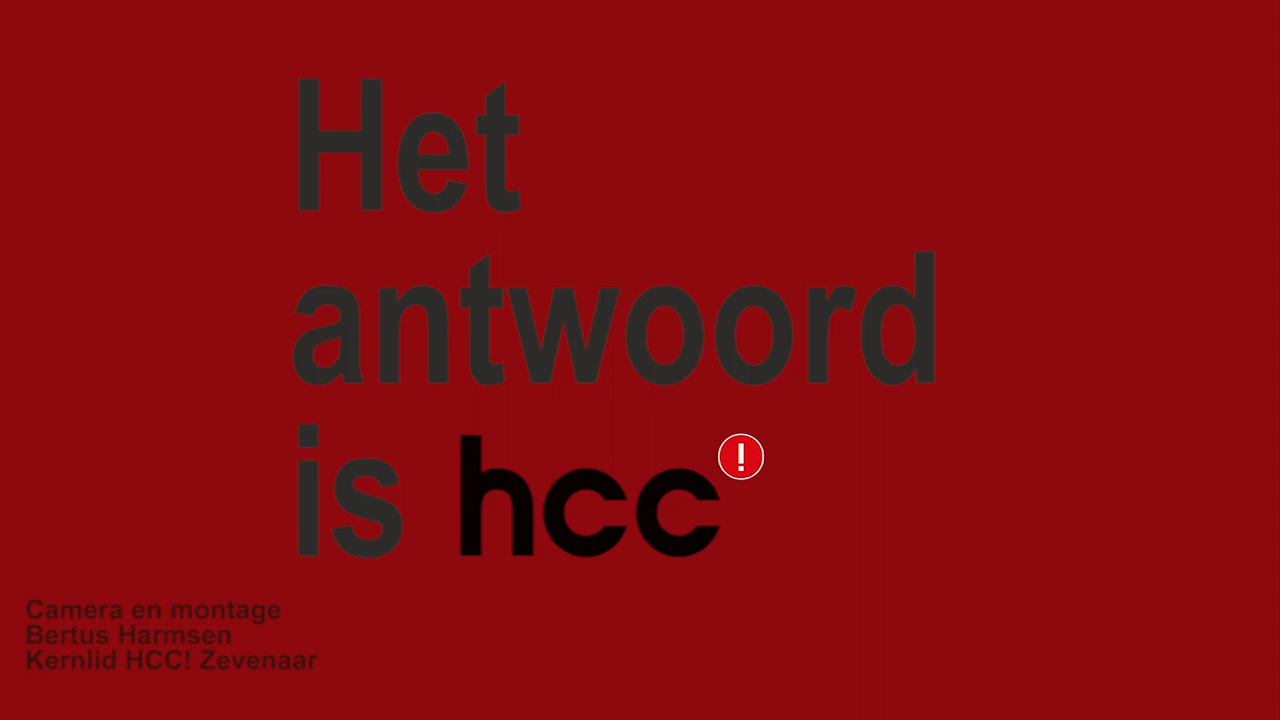 Het
antwoord
is hcc!
Camera en montage
Bertus Harmsen
Kernlid HCC! Zevenaar